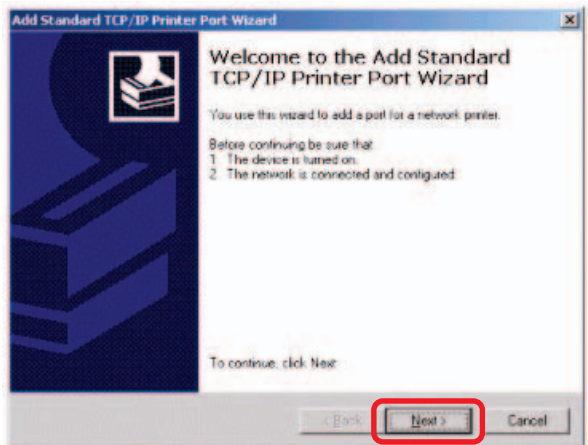 Add Standard TCP/IP Printer Port Wizard
Welcome to the Add Standard
TCP/IP Printer Port Wizard
You use this wizard to add a port for a network printer.
Before continuing be sure that:
1. The device is turned on.
2. The network is connected and configured.
To continue, click Next.
< Back
Next >
Cancel